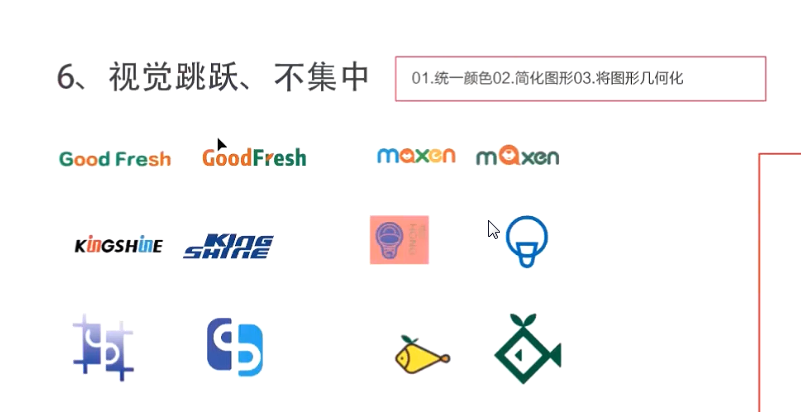 6、视觉跳跃、不集中
01.统一颜色02.简化图形03.将图形几何化
Good Fresh
GoodFresh
maxen
maxen
KINGSHINE
KING
SHINE